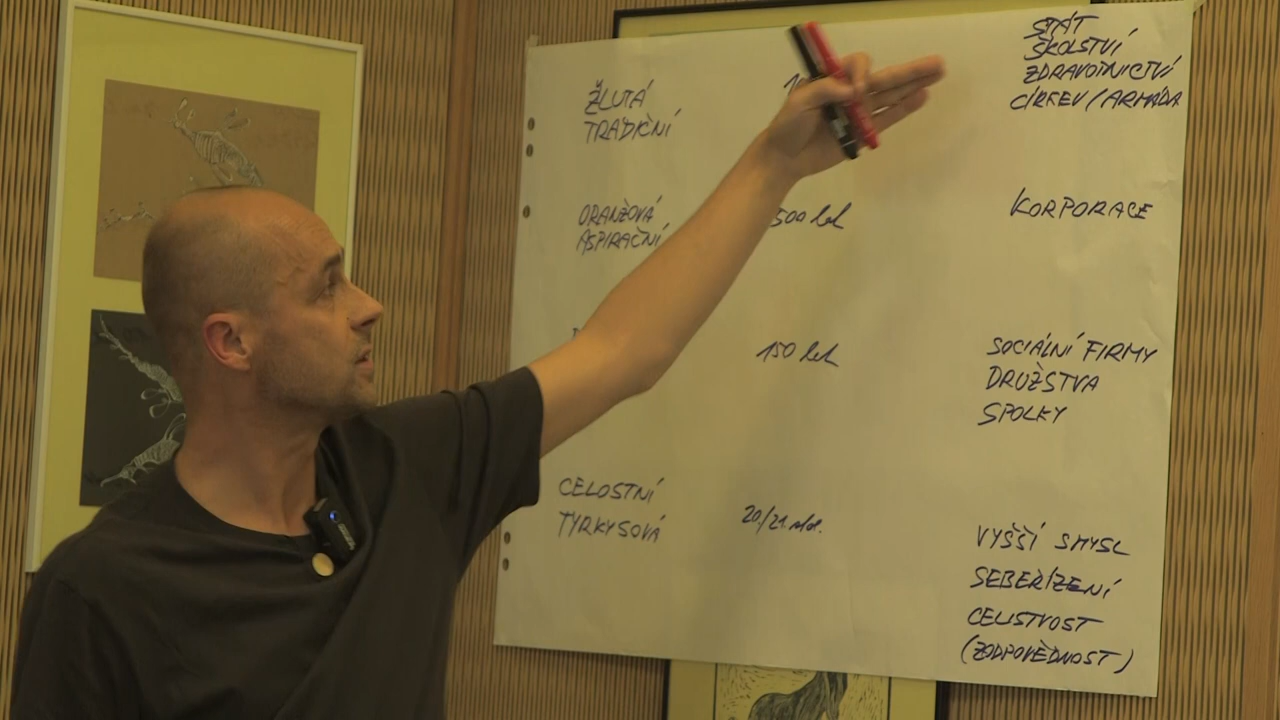 ŽLUTÁ
TRADIČNÍ
STÁT
ŠKOLSTVÍ
ZDRAVOTNICTVÍ
CÍRKEV/ARMÁDA
ORANŽOVÁ
ASPIRAČNÍ
500 let
KORPORACE
150 let
SOCIÁLNÍ FIRMY
DRUŽSTVA
SPOLKY
CELOSTNÍ
TYRKYSOVÁ
20/21. stol.
VYŠŠÍ SMYSL
SEBEŘÍZENÍ
CELISTVOST
(ZODPOVĚDNOST)